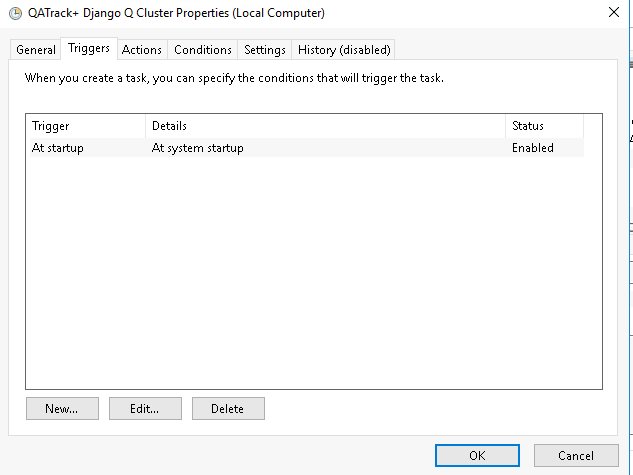 QATrack+ Django Q Cluster Properties (Local Computer)
General Triggers Actions Conditions Settings History (disabled)
When you create a task, you can specify the conditions that will trigger the task.
Trigger Details Status
At startup At system startup Enabled
New... Edit... Delete
OK Cancel